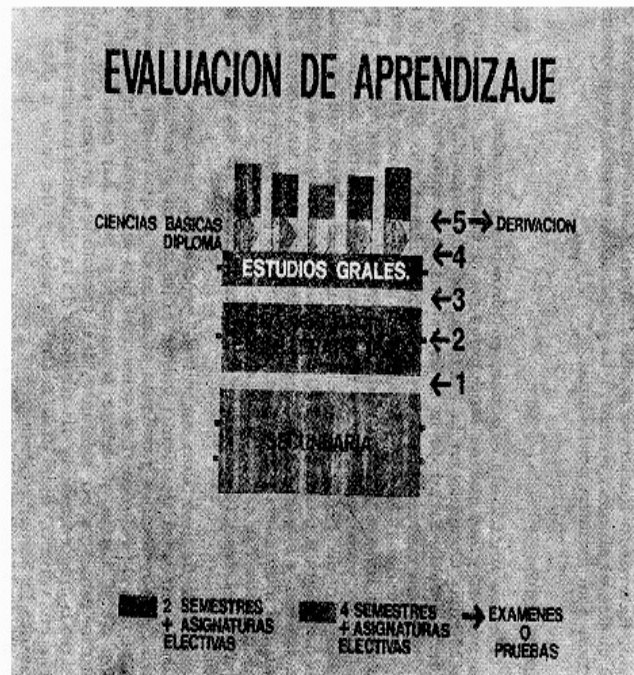 EVALUACION DE APRENDIZAJE
CIENCIAS BASICAS
DIPLOMA
←5→ DERIVACION
←4
ESTUDIOS GRALES.
←3
←2
←1
SECUNDARIA
2 SEMESTRES
+ ASIGNATURAS
ELECTIVAS
4 SEMESTRES
+ ASIGNATURAS
ELECTIVAS
→ EXAMENES
O
PRUEBAS